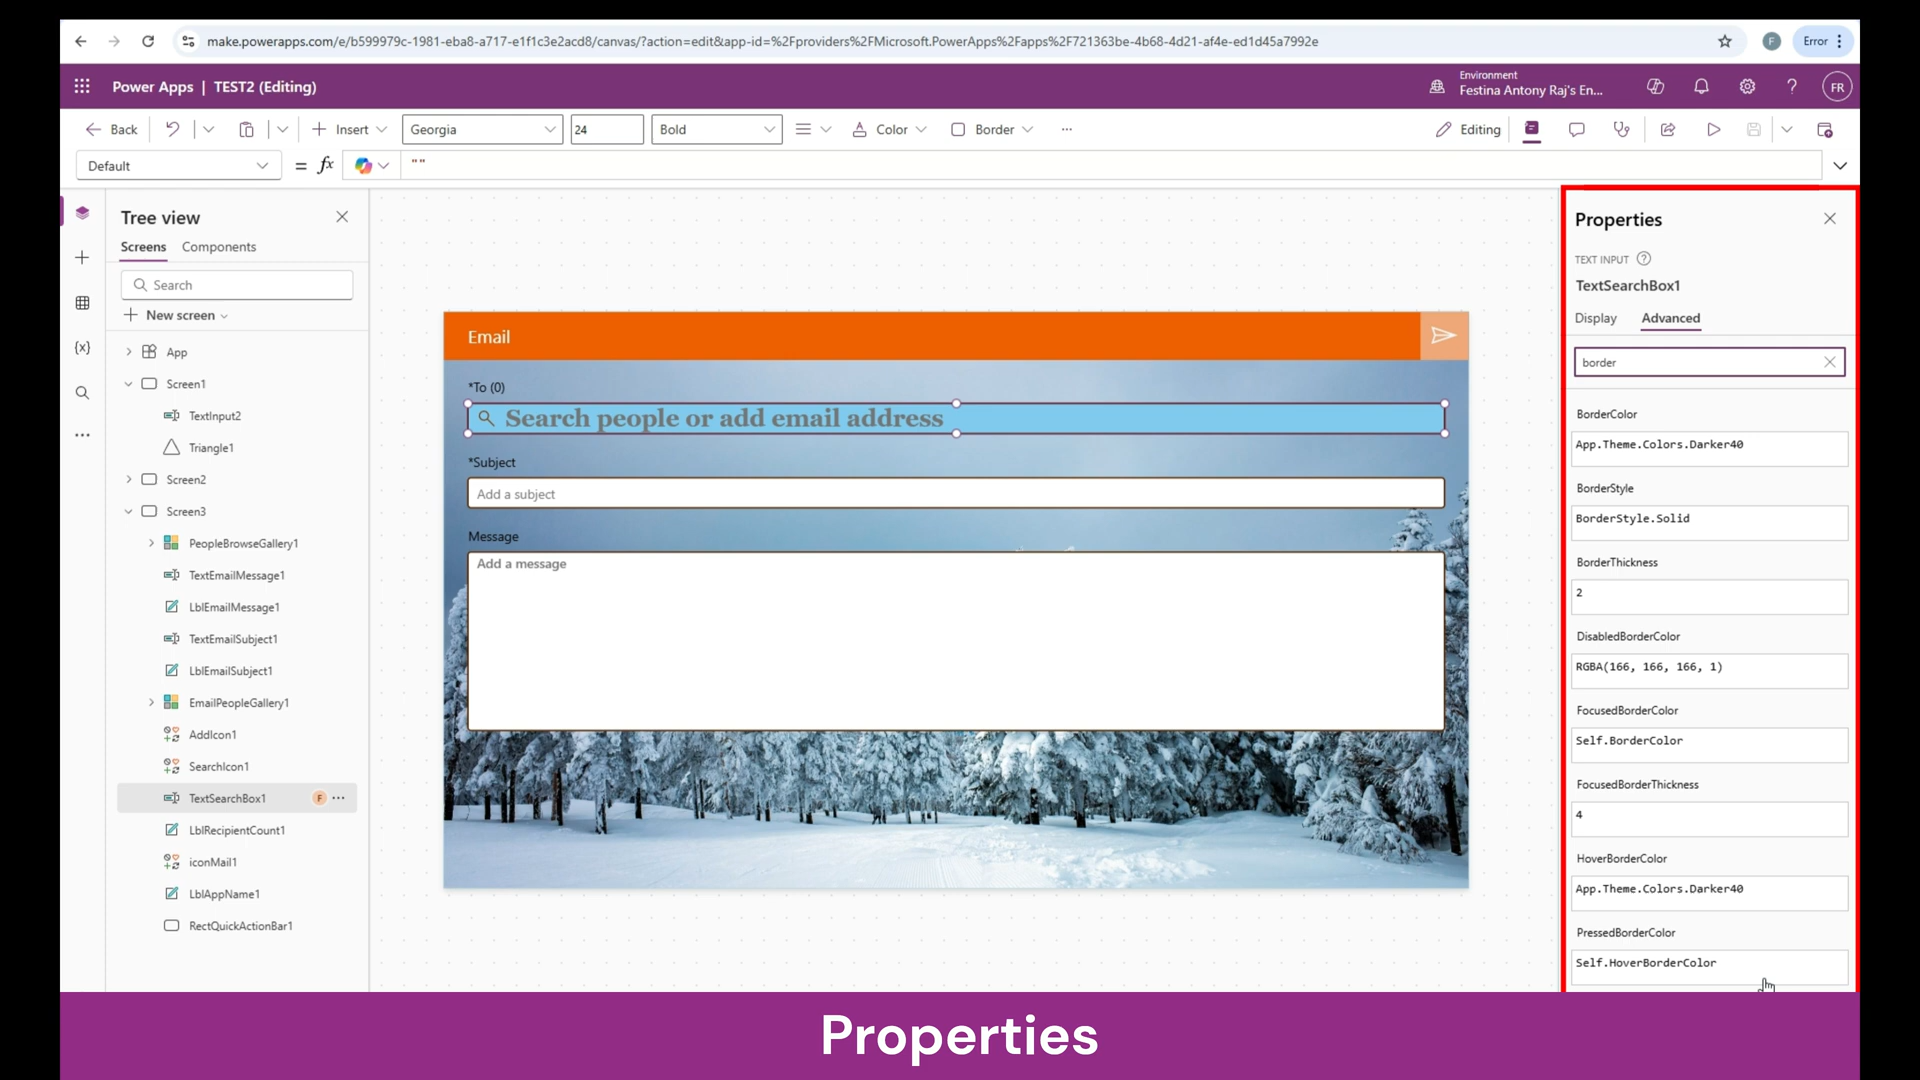 make.powerapps.com/e/b599979c-1981-eba8-a717-e1f1c3e2acd8/canvas/?action=edit&app-id=%2Fproviders%2FMicrosoft.PowerApps%2Fapps%2F721363be-4b68-4d21-af4e-ed1d45a7992e
F
Error
Power Apps | TEST2 (Editing)
Environment
Festina Antony Raj's En...
FR
Back
Insert
Georgia
24
Bold
Color
Border
Editing
Default
= fx
""
Tree view
Screens
Components
Search
New screen
App
Screen1
TextInput2
Triangle1
Screen2
Screen3
PeopleBrowseGallery1
TextEmailMessage1
LblEmailMessage1
TextEmailSubject1
LblEmailSubject1
EmailPeopleGallery1
AddIcon1
SearchIcon1
TextSearchBox1
F
LblRecipientCount1
iconMail1
LblAppName1
RectQuickActionBar1
Email
*To (0)
Search people or add email address
*Subject
Add a subject
Message
Add a message
Properties
TEXT INPUT
TextSearchBox1
Display
Advanced
border
BorderColor
App.Theme.Colors.Darker40
BorderStyle
BorderStyle.Solid
BorderThickness
2
DisabledBorderColor
RGBA(166, 166, 166, 1)
FocusedBorderColor
Self.BorderColor
FocusedBorderThickness
4
HoverBorderColor
App.Theme.Colors.Darker40
PressedBorderColor
Self.HoverBorderColor
Properties